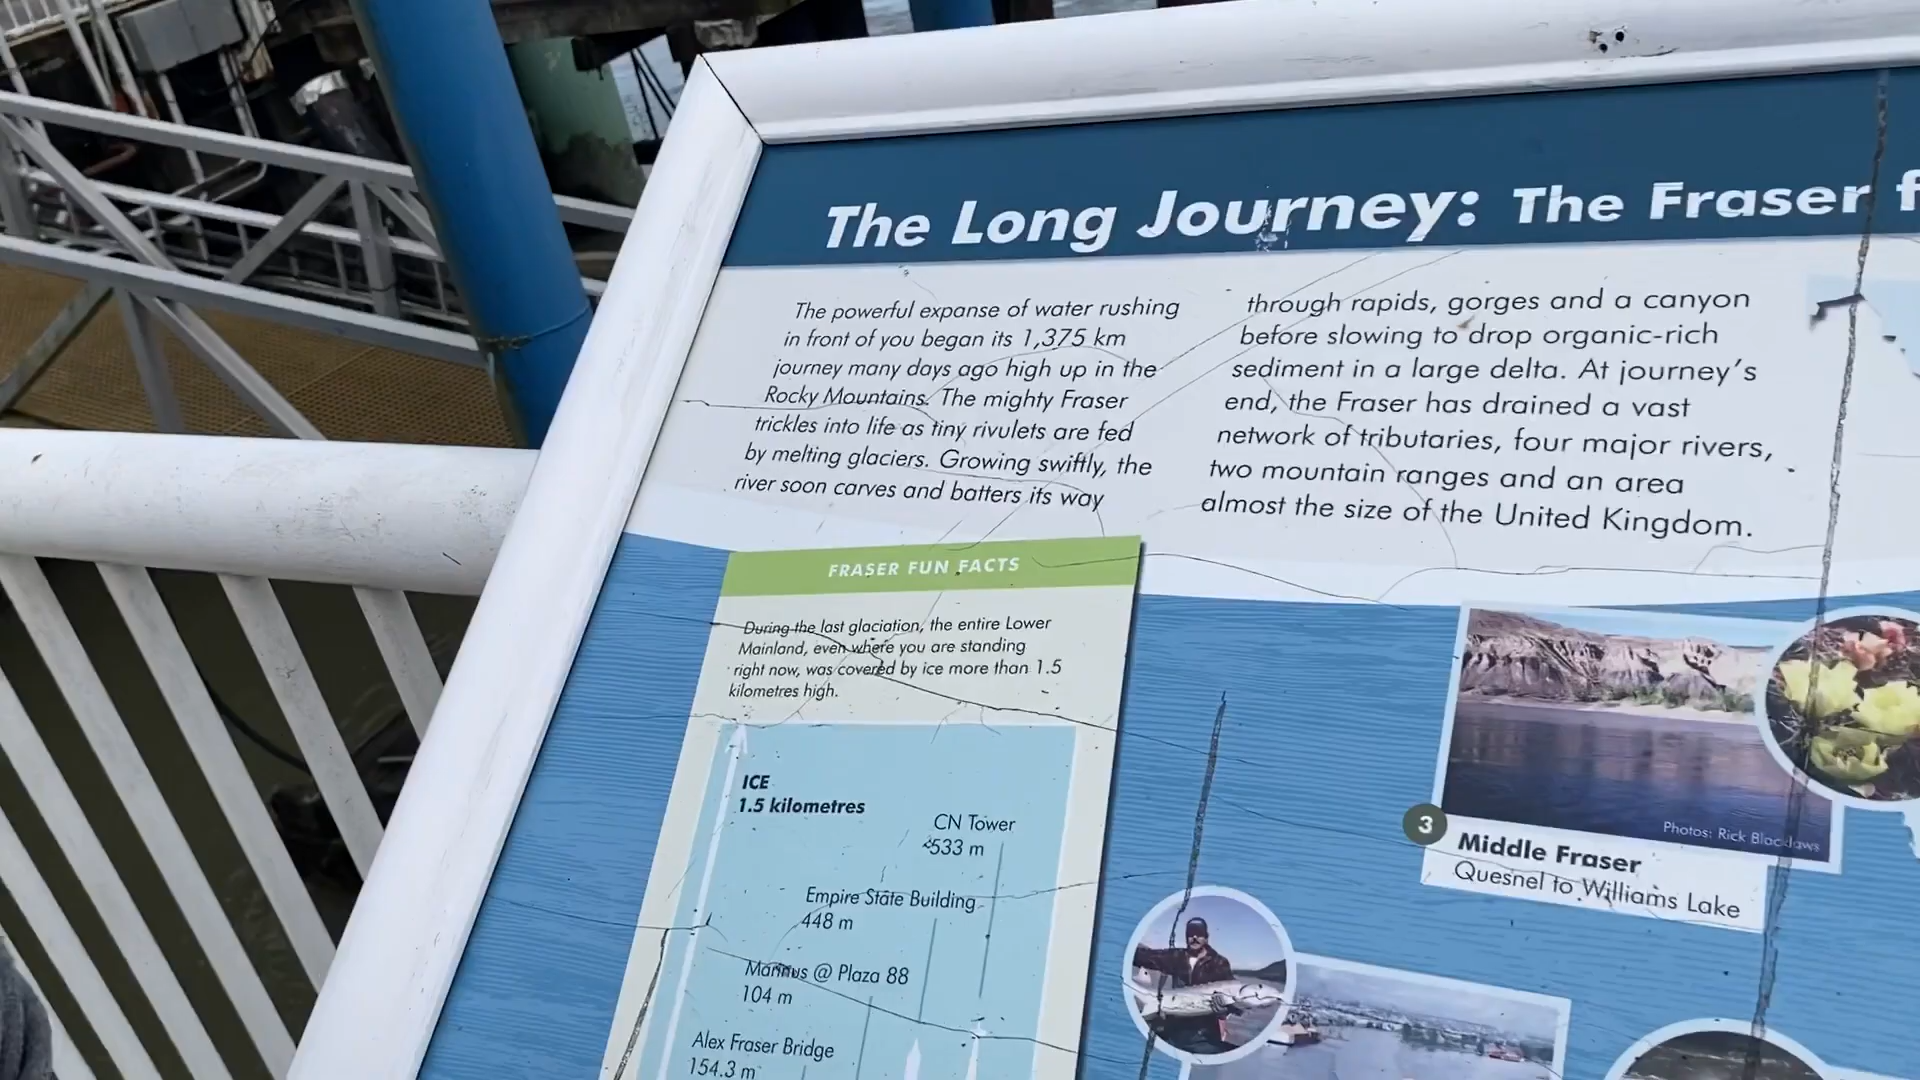 The Long Journey: The Fraser f
The powerful expanse of water rushing
in front of you began its 1,375 km
journey many days ago high up in the
Rocky Mountains. The mighty Fraser
trickles into life as tiny rivulets are fed
by melting glaciers. Growing swiftly, the
river soon carves and batters its way
through rapids, gorges and a canyon
before slowing to drop organic-rich
sediment in a large delta. At journey's
end, the Fraser has drained a vast
network of tributaries, four major rivers,
two mountain ranges and an area
almost the size of the United Kingdom.
FRASER FUN FACTS
During the last glaciation, the entire Lower
Mainland, even where you are standing
right now, was covered by ice more than 1.5
kilometres high.
ICE
1.5 kilometres
CN Tower
533 m
Empire State Building
448 m
@ Plaza 88
104 m
Alex Fraser Bridge
154.3 m
Photos: Rick
3
Middle Fraser
Quesnel to Williams Lake